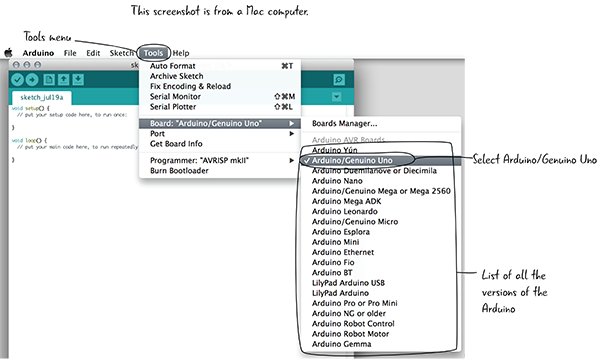 This screenshot is from a Mac computer.
Tools menu
Arduino File Edit Sketch Tools Help
Auto Format ⌘T
Archive Sketch
Fix Encoding & Reload
Serial Monitor ⇧⌘M
Serial Plotter ⇧⌘L
Board: "Arduino/Genuino Uno"
Port
Get Board Info
Programmer: "AVRISP mkII"
Burn Bootloader
sketch_jul19a
void setup() {
// put your setup code here, to run once:
}
void loop() {
// put your main code here, to run repeatedly
}
Boards Manager...
Arduino AVR Boards
Arduino Yún
✓ Arduino/Genuino Uno
Arduino Duemilanove or Diecimila
Arduino Nano
Arduino/Genuino Mega or Mega 2560
Arduino Mega ADK
Arduino Leonardo
Arduino/Genuino Micro
Arduino Esplora
Arduino Mini
Arduino Ethernet
Arduino Fio
Arduino BT
LilyPad Arduino USB
LilyPad Arduino
Arduino Pro or Pro Mini
Arduino NG or older
Arduino Robot Control
Arduino Robot Motor
Arduino Gemma
Select Arduino/Genuino Uno
List of all the
versions of the
Arduino